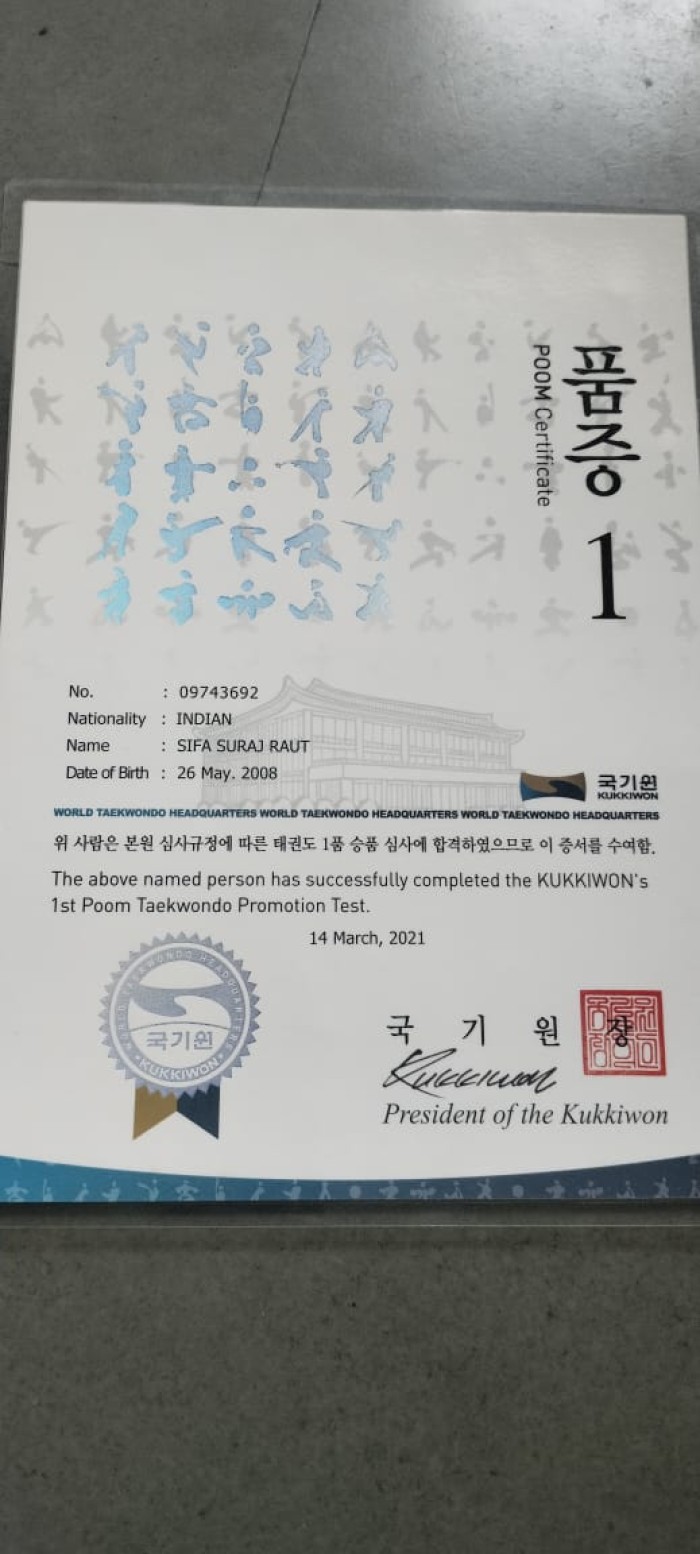 품증
POOM Certificate
1
No. : 09743692
Nationality : INDIAN
Name : SIFA SURAJ RAUT
Date of Birth : 26 May. 2008
국기원
KUKKIWON
WORLD TAEKWONDO HEADQUARTERS WORLD TAEKWONDO HEADQUARTERS WORLD TAEKWONDO HEADQUARTERS
위 사람은 본원 심사규정에 따른 태권도 1품 승품 심사에 합격하였으므로 이 증서를 수여함.
The above named person has successfully completed the KUKKIWON's
1st Poom Taekwondo Promotion Test.
14 March, 2021
WORLD TAEKWONDO HEADQUARTERS
국기원
KUKKIWON
국 기 원 장
Kukkiwon
President of the Kukkiwon